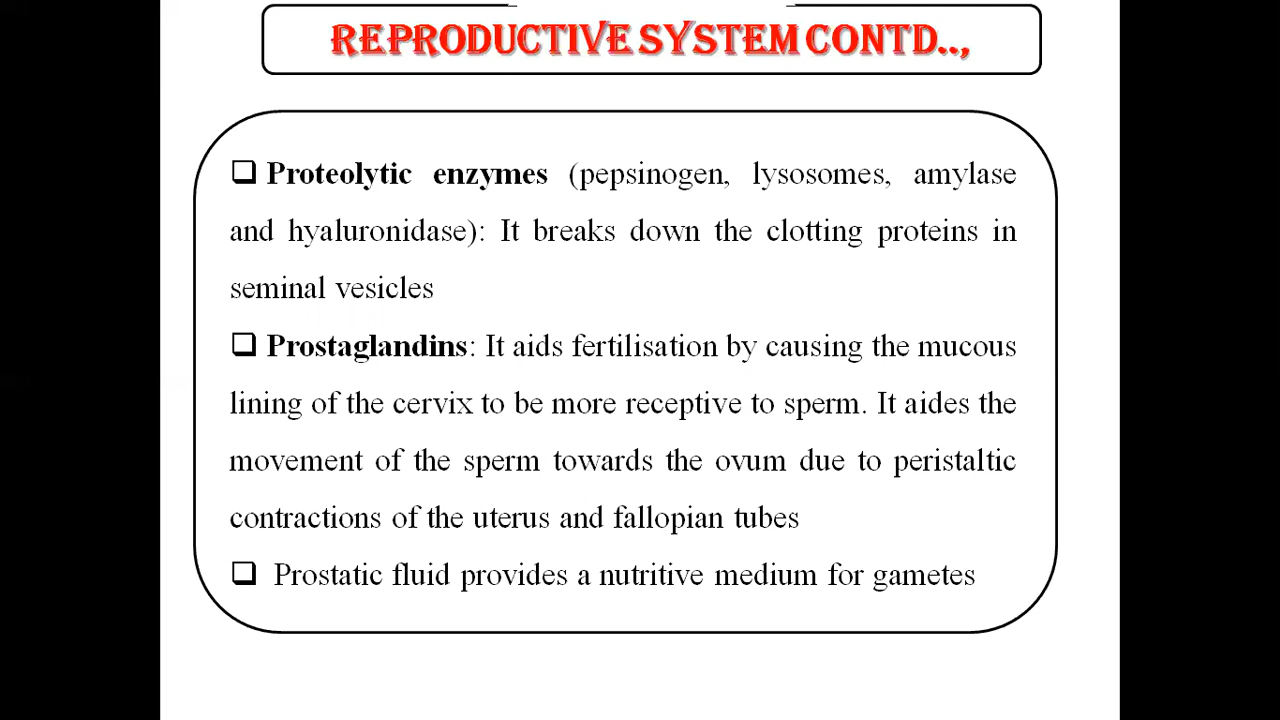 REPRODUCTIVE SYSTEM CONTD..,
❑ Proteolytic enzymes (pepsinogen, lysosomes, amylase
and hyaluronidase): It breaks down the clotting proteins in
seminal vesicles
❑ Prostaglandins: It aids fertilisation by causing the mucous
lining of the cervix to be more receptive to sperm. It aides the
movement of the sperm towards the ovum due to peristaltic
contractions of the uterus and fallopian tubes
❑ Prostatic fluid provides a nutritive medium for gametes